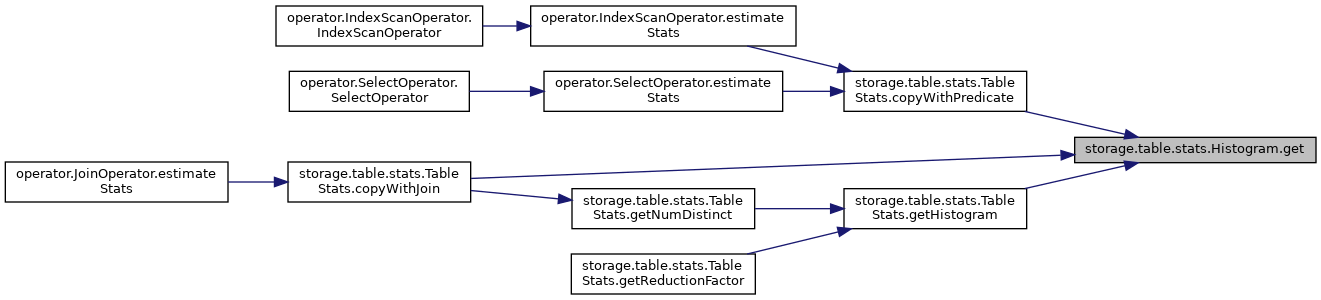 operator.IndexScanOperator.
IndexScanOperator
operator.IndexScanOperator.estimate
Stats
operator.SelectOperator.
SelectOperator
operator.SelectOperator.estimate
Stats
storage.table.stats.Table
Stats.copyWithPredicate
storage.table.stats.Histogram.get
operator.JoinOperator.estimate
Stats
storage.table.stats.Table
Stats.copyWithJoin
storage.table.stats.Table
Stats.getNumDistinct
storage.table.stats.Table
Stats.getHistogram
storage.table.stats.Table
Stats.getReductionFactor